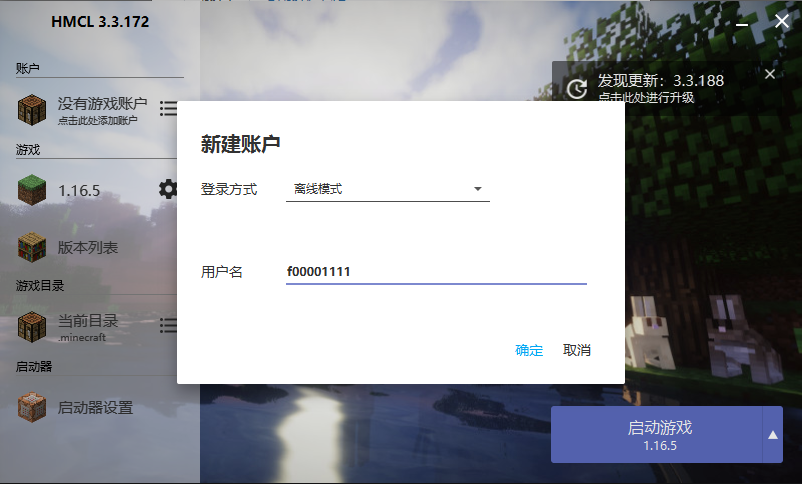 HMCL 3.3.172
账户
没有游戏账户
点击此处添加账户
游戏
1.16.5
版本列表
游戏目录
当前目录
.minecraft
启动器
启动器设置
发现更新：3.3.188
点击此处进行升级
新建账户
登录方式
离线模式
用户名
f00001111
确定 取消
启动游戏
1.16.5